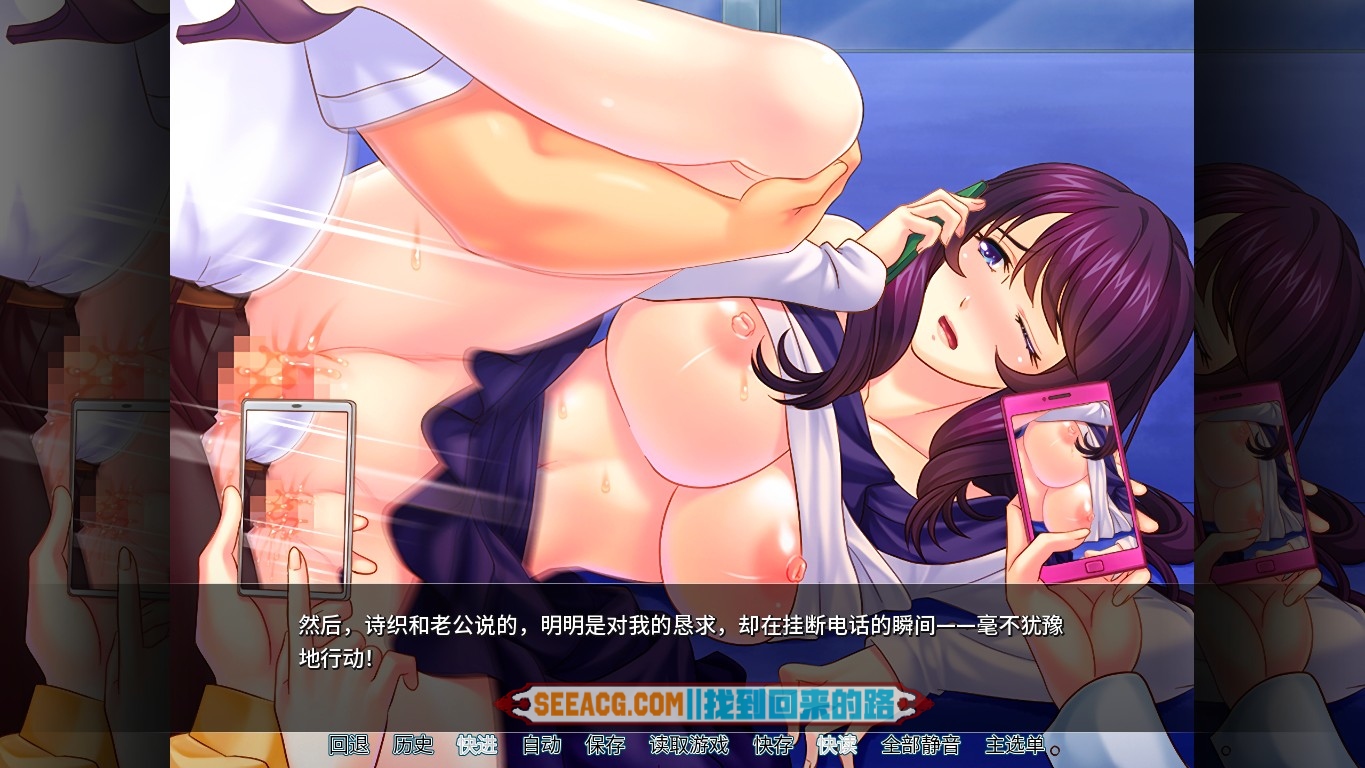 然后，诗织和老公说的，明明是对我的恳求，却在挂断电话的瞬间——毫不犹豫
地行动！
SEEACG.COM||找到回来的路
回退 历史 快进 自动 保存 读取游戏 快存 快读 全部静音 主选单。